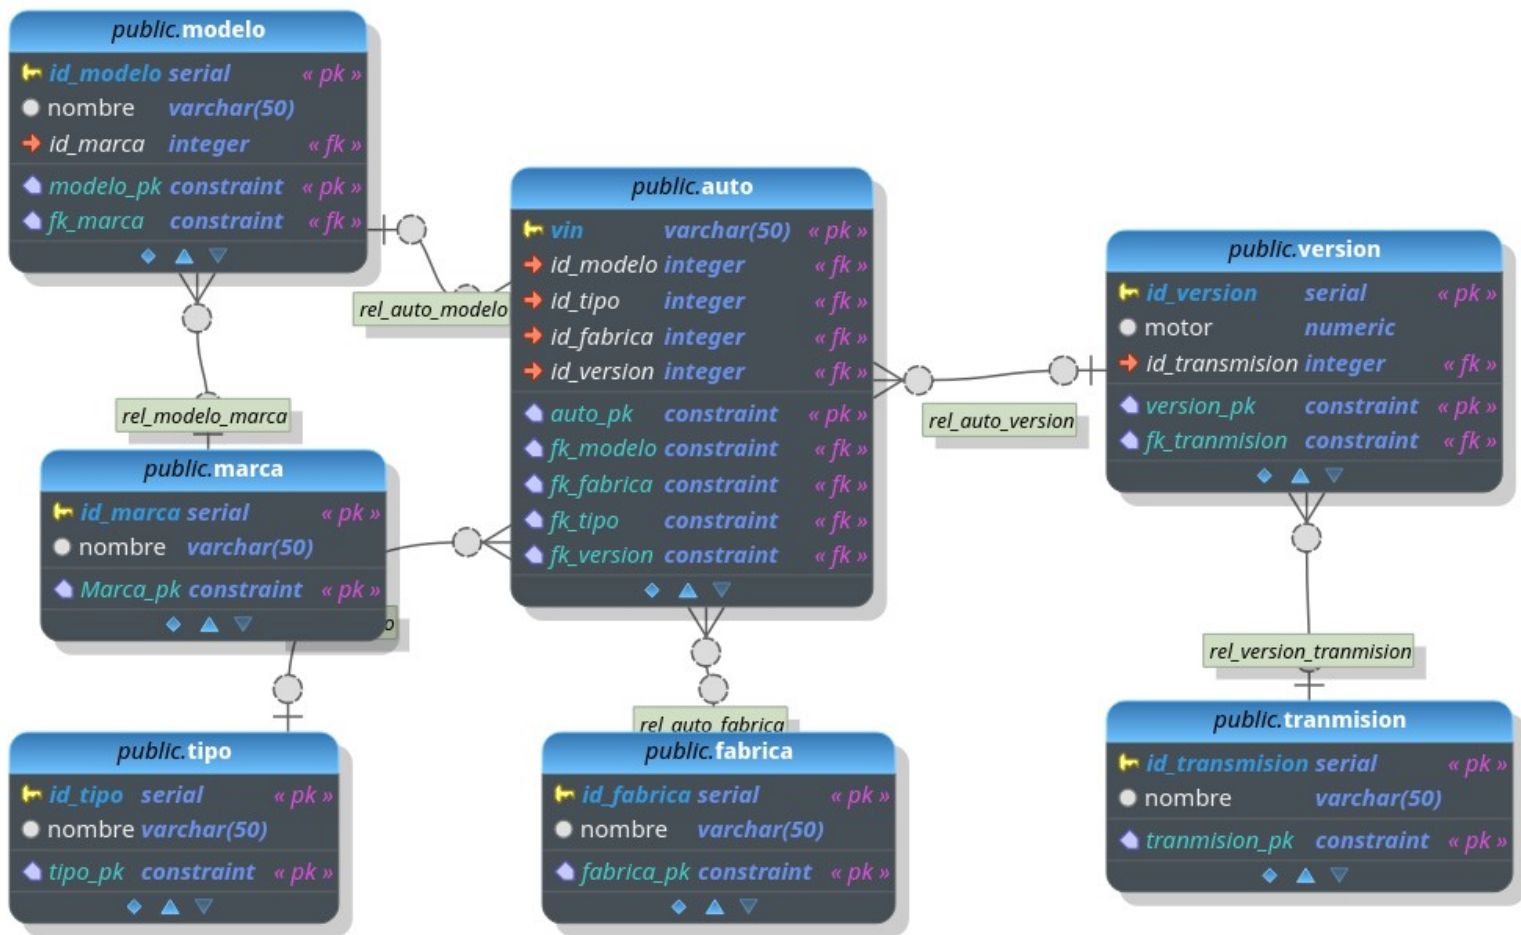 public.modelo
id_modelo serial « pk »
nombre varchar(50)
id_marca integer « fk »
modelo_pk constraint « pk »
fk_marca constraint « fk »
rel_auto_modelo
rel_modelo_marca
public.auto
vin varchar(50) « pk »
id_modelo integer « fk »
id_tipo integer « fk »
id_fabrica integer « fk »
id_version integer « fk »
auto_pk constraint « pk »
fk_modelo constraint « fk »
fk_fabrica constraint « fk »
fk_tipo constraint « fk »
fk_version constraint « fk »
rel_auto_version
public.version
id_version serial « pk »
motor numeric
id_transmision integer « fk »
version_pk constraint « pk »
fk_tranmision constraint « fk »
public.marca
id_marca serial « pk »
nombre varchar(50)
Marca_pk constraint « pk »
rel_version_tranmision
rel_auto_fabrica
public.tipo
id_tipo serial « pk »
nombre varchar(50)
tipo_pk constraint « pk »
public.fabrica
id_fabrica serial « pk »
nombre varchar(50)
fabrica_pk constraint « pk »
public.tranmision
id_transmision serial « pk »
nombre varchar(50)
tranmision_pk constraint « pk »